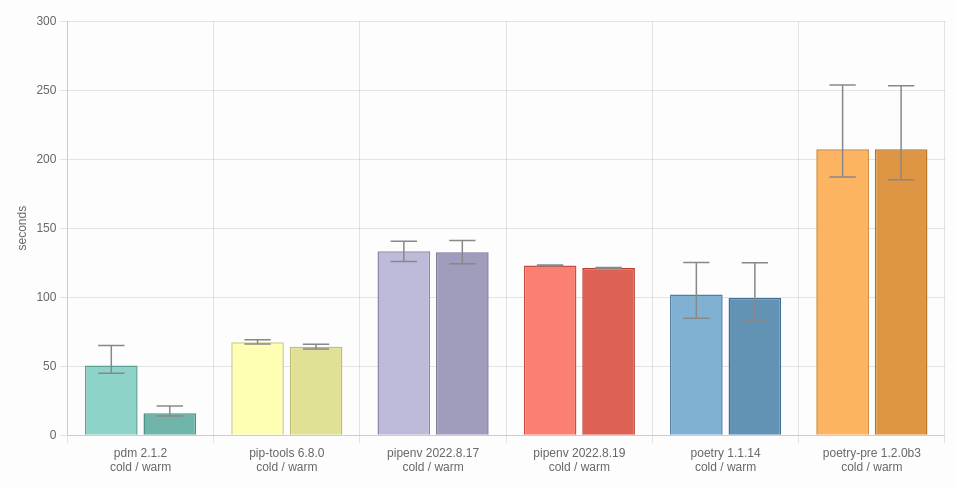 300
250
200
150
100
50
0
seconds
pdm 2.1.2
cold / warm
pip-tools 6.8.0
cold / warm
pipenv 2022.8.17
cold / warm
pipenv 2022.8.19
cold / warm
poetry 1.1.14
cold / warm
poetry-pre 1.2.0b3
cold / warm